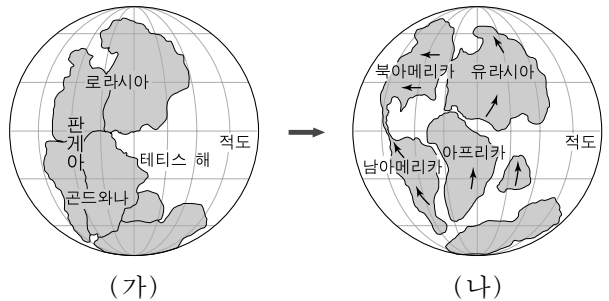 로라시아
판게아
적도
테티스 해
곤드와나
(가)
북아메리카
유라시아
적도
아프리카
남아메리카
(나)